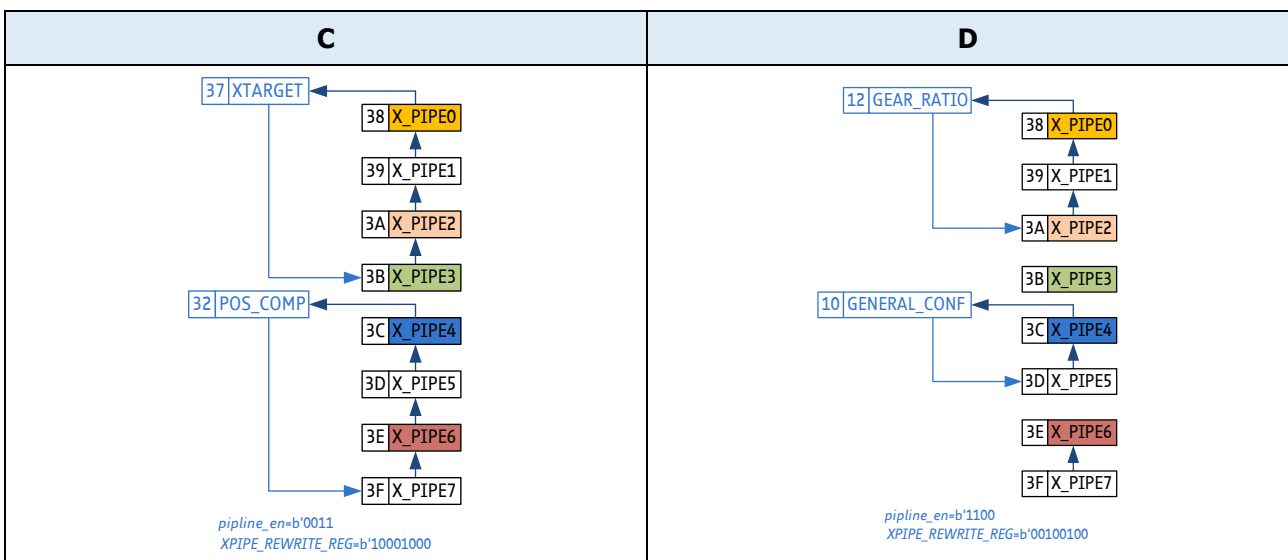 C
D
37 XTARGET
38 X_PIPE0
39 X_PIPE1
3A X_PIPE2
3B X_PIPE3
32 POS_COMP
3C X_PIPE4
3D X_PIPE5
3E X_PIPE6
3F X_PIPE7
pipline_en=b'0011
XPIPE_REWRITE_REG=b'10001000
12 GEAR_RATIO
38 X_PIPE0
39 X_PIPE1
3A X_PIPE2
3B X_PIPE3
10 GENERAL_CONF
3C X_PIPE4
3D X_PIPE5
3E X_PIPE6
3F X_PIPE7
pipline_en=b'1100
XPIPE_REWRITE_REG=b'00100100